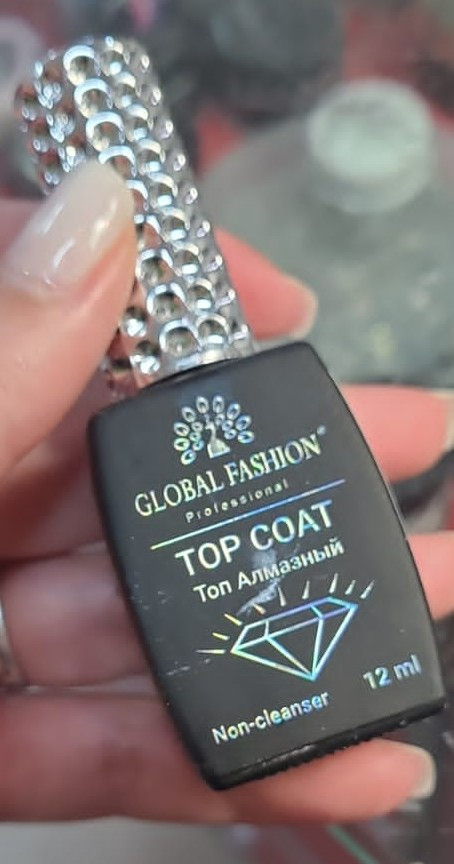 GLOBAL FASHION®
Professional
TOP COAT
Топ Алмазный
Non-cleanser
12 ml